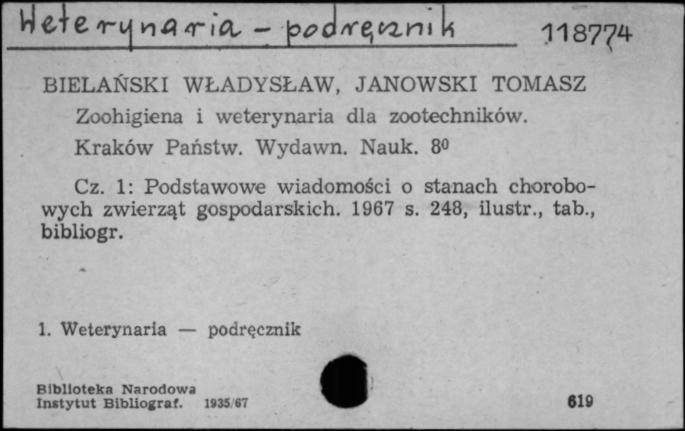 Weterynaria - podręcznik
118774
BIELAŃSKI WŁADYSŁAW, JANOWSKI TOMASZ
Zoohigiena i weterynaria dla zootechników.
Kraków Państw. Wydawn. Nauk. 8⁰
Cz. 1: Podstawowe wiadomości o stanach chorobo-
wych zwierząt gospodarskich. 1967 s. 248, ilustr., tab.,
bibliogr.
1. Weterynaria — podręcznik
Biblioteka Narodowa
Instytut Bibliograf. 1935/67
619